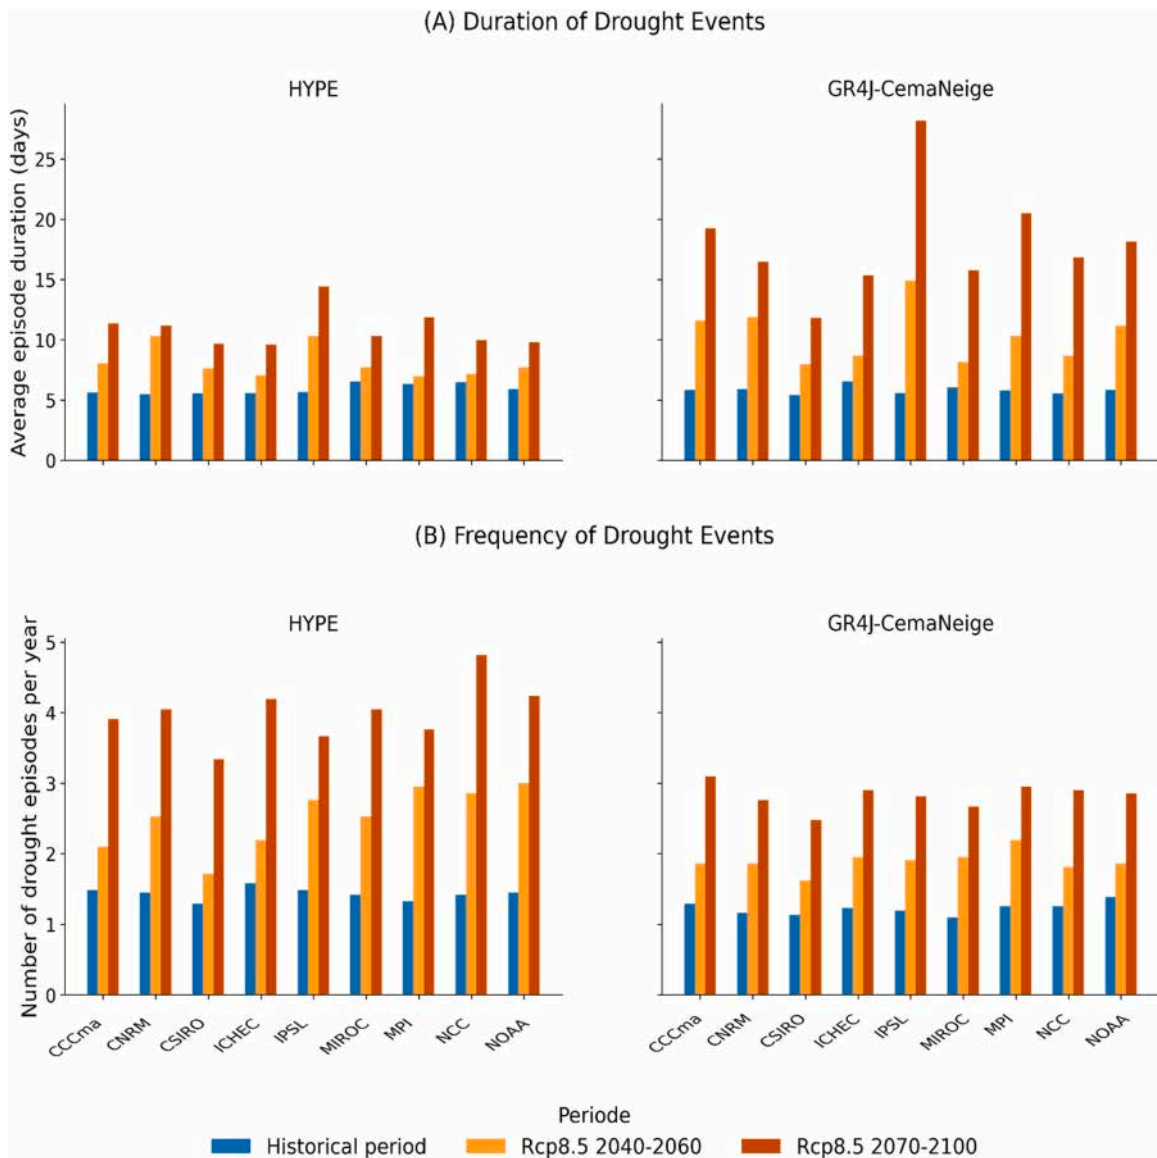 (A) Duration of Drought Events
HYPE
GR4J-CemaNeige
Average episode duration (days)
25
20
15
10
5
0
(B) Frequency of Drought Events
HYPE
GR4J-CemaNeige
Number of drought episodes per year
5
4
3
2
1
0
CCCma
CNRM
CSIRO
ICHEC
IPSL
MIROC
MPI
NCC
NOAA
CCCma
CNRM
CSIRO
ICHEC
IPSL
MIROC
MPI
NCC
NOAA
Periode
Historical period
Rcp8.5 2040-2060
Rcp8.5 2070-2100